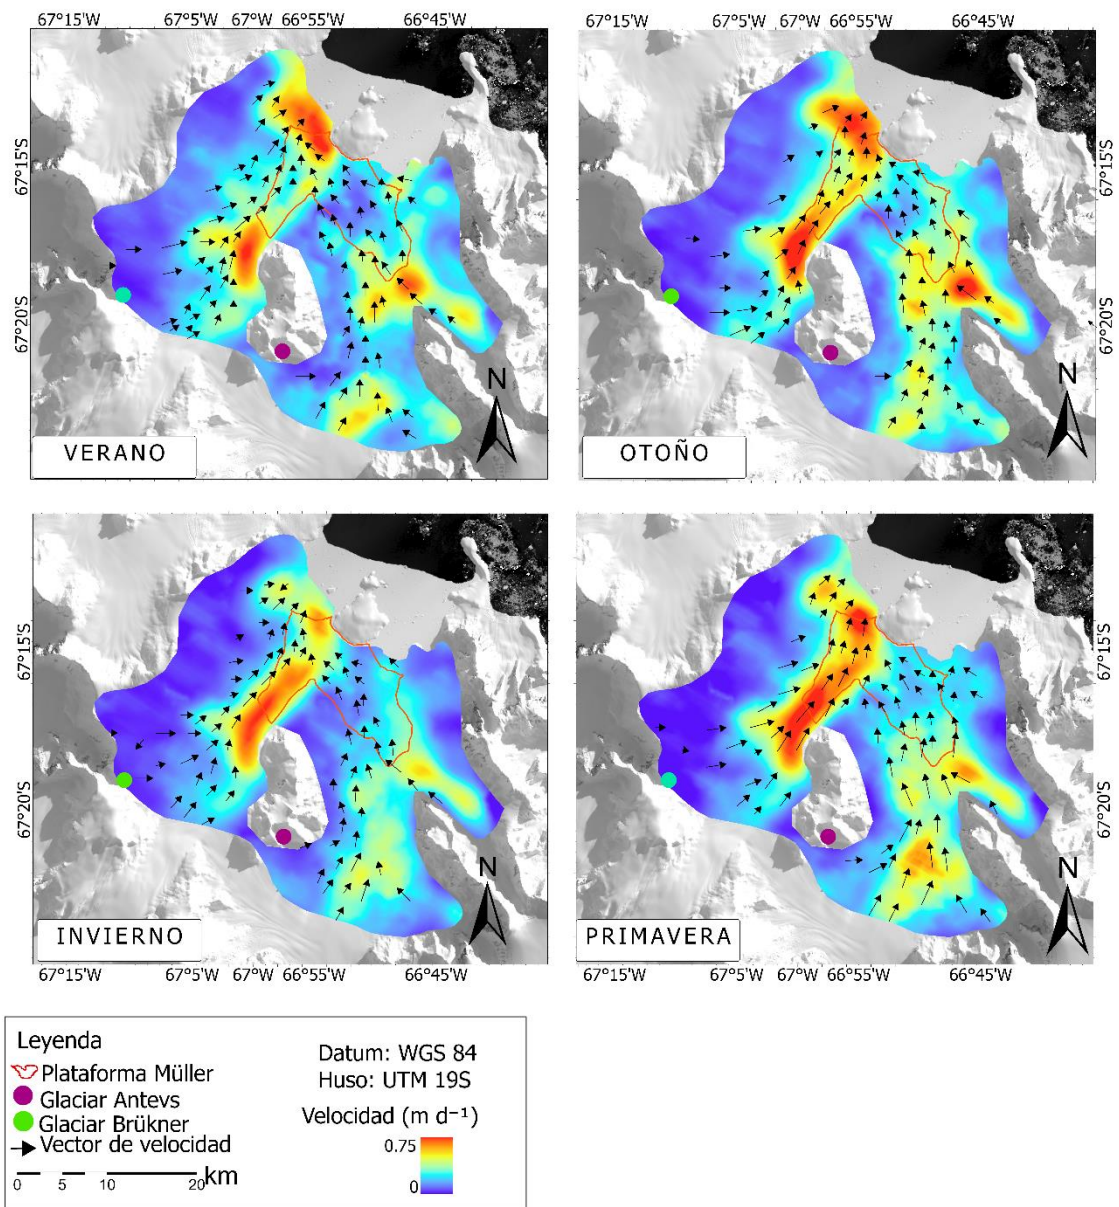 67°15'W 67°5'W 67°W 66°55'W 66°45'W
67°15'W 67°5'W 67°W 66°55'W 66°45'W
67°15'S
67°20'S
67°15'S
67°20'S
N
N
VERANO
OTOÑO
67°15'S
67°20'S
67°15'S
67°20'S
N
N
INVIERNO
PRIMAVERA
67°15'W 67°5'W 67°W 66°55'W 66°45'W
67°15'W 67°5'W 67°W 66°55'W 66°45'W
Leyenda
Plataforma Müller
Glaciar Antevs
Glaciar Brükner
Vector de velocidad
0 5 10 20 km
Datum: WGS 84
Huso: UTM 19S
Velocidad (m d⁻¹)
0.75
0